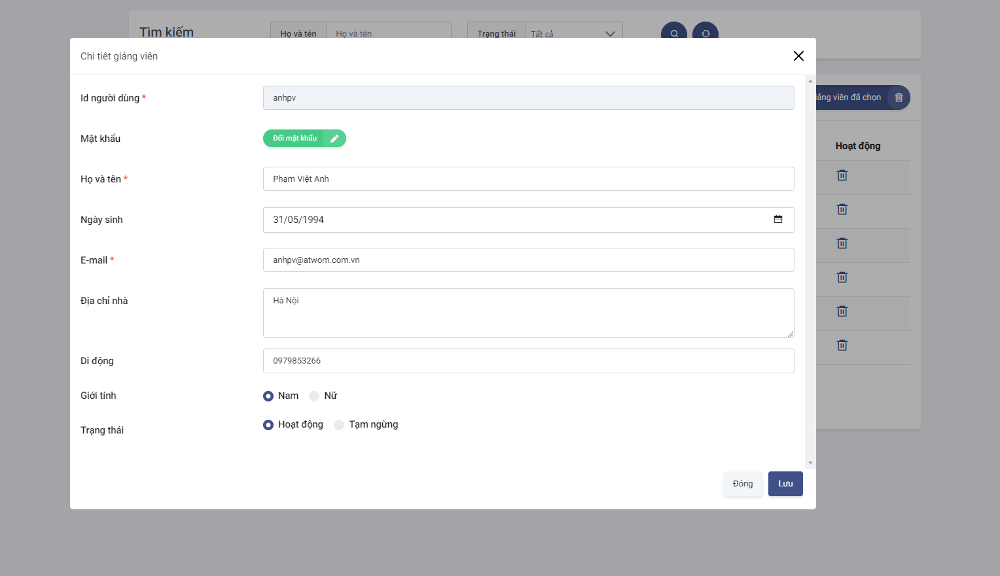 Tìm kiếm
Họ và tên
Họ và tên
Trạng thái
Tất cả
Chi tiêt giảng viên
Id người dùng *
anhpv
giảng viên đã chọn
Mật khẩu
Đổi mật khẩu
Hoạt động
Họ và tên *
Phạm Việt Anh
Ngày sinh
31/05/1994
E-mail *
anhpv@atwom.com.vn
Địa chỉ nhà
Hà Nội
Di động
0979853266
Giới tính
Nam
Nữ
Trạng thái
Hoạt động
Tạm ngừng
Đóng
Lưu